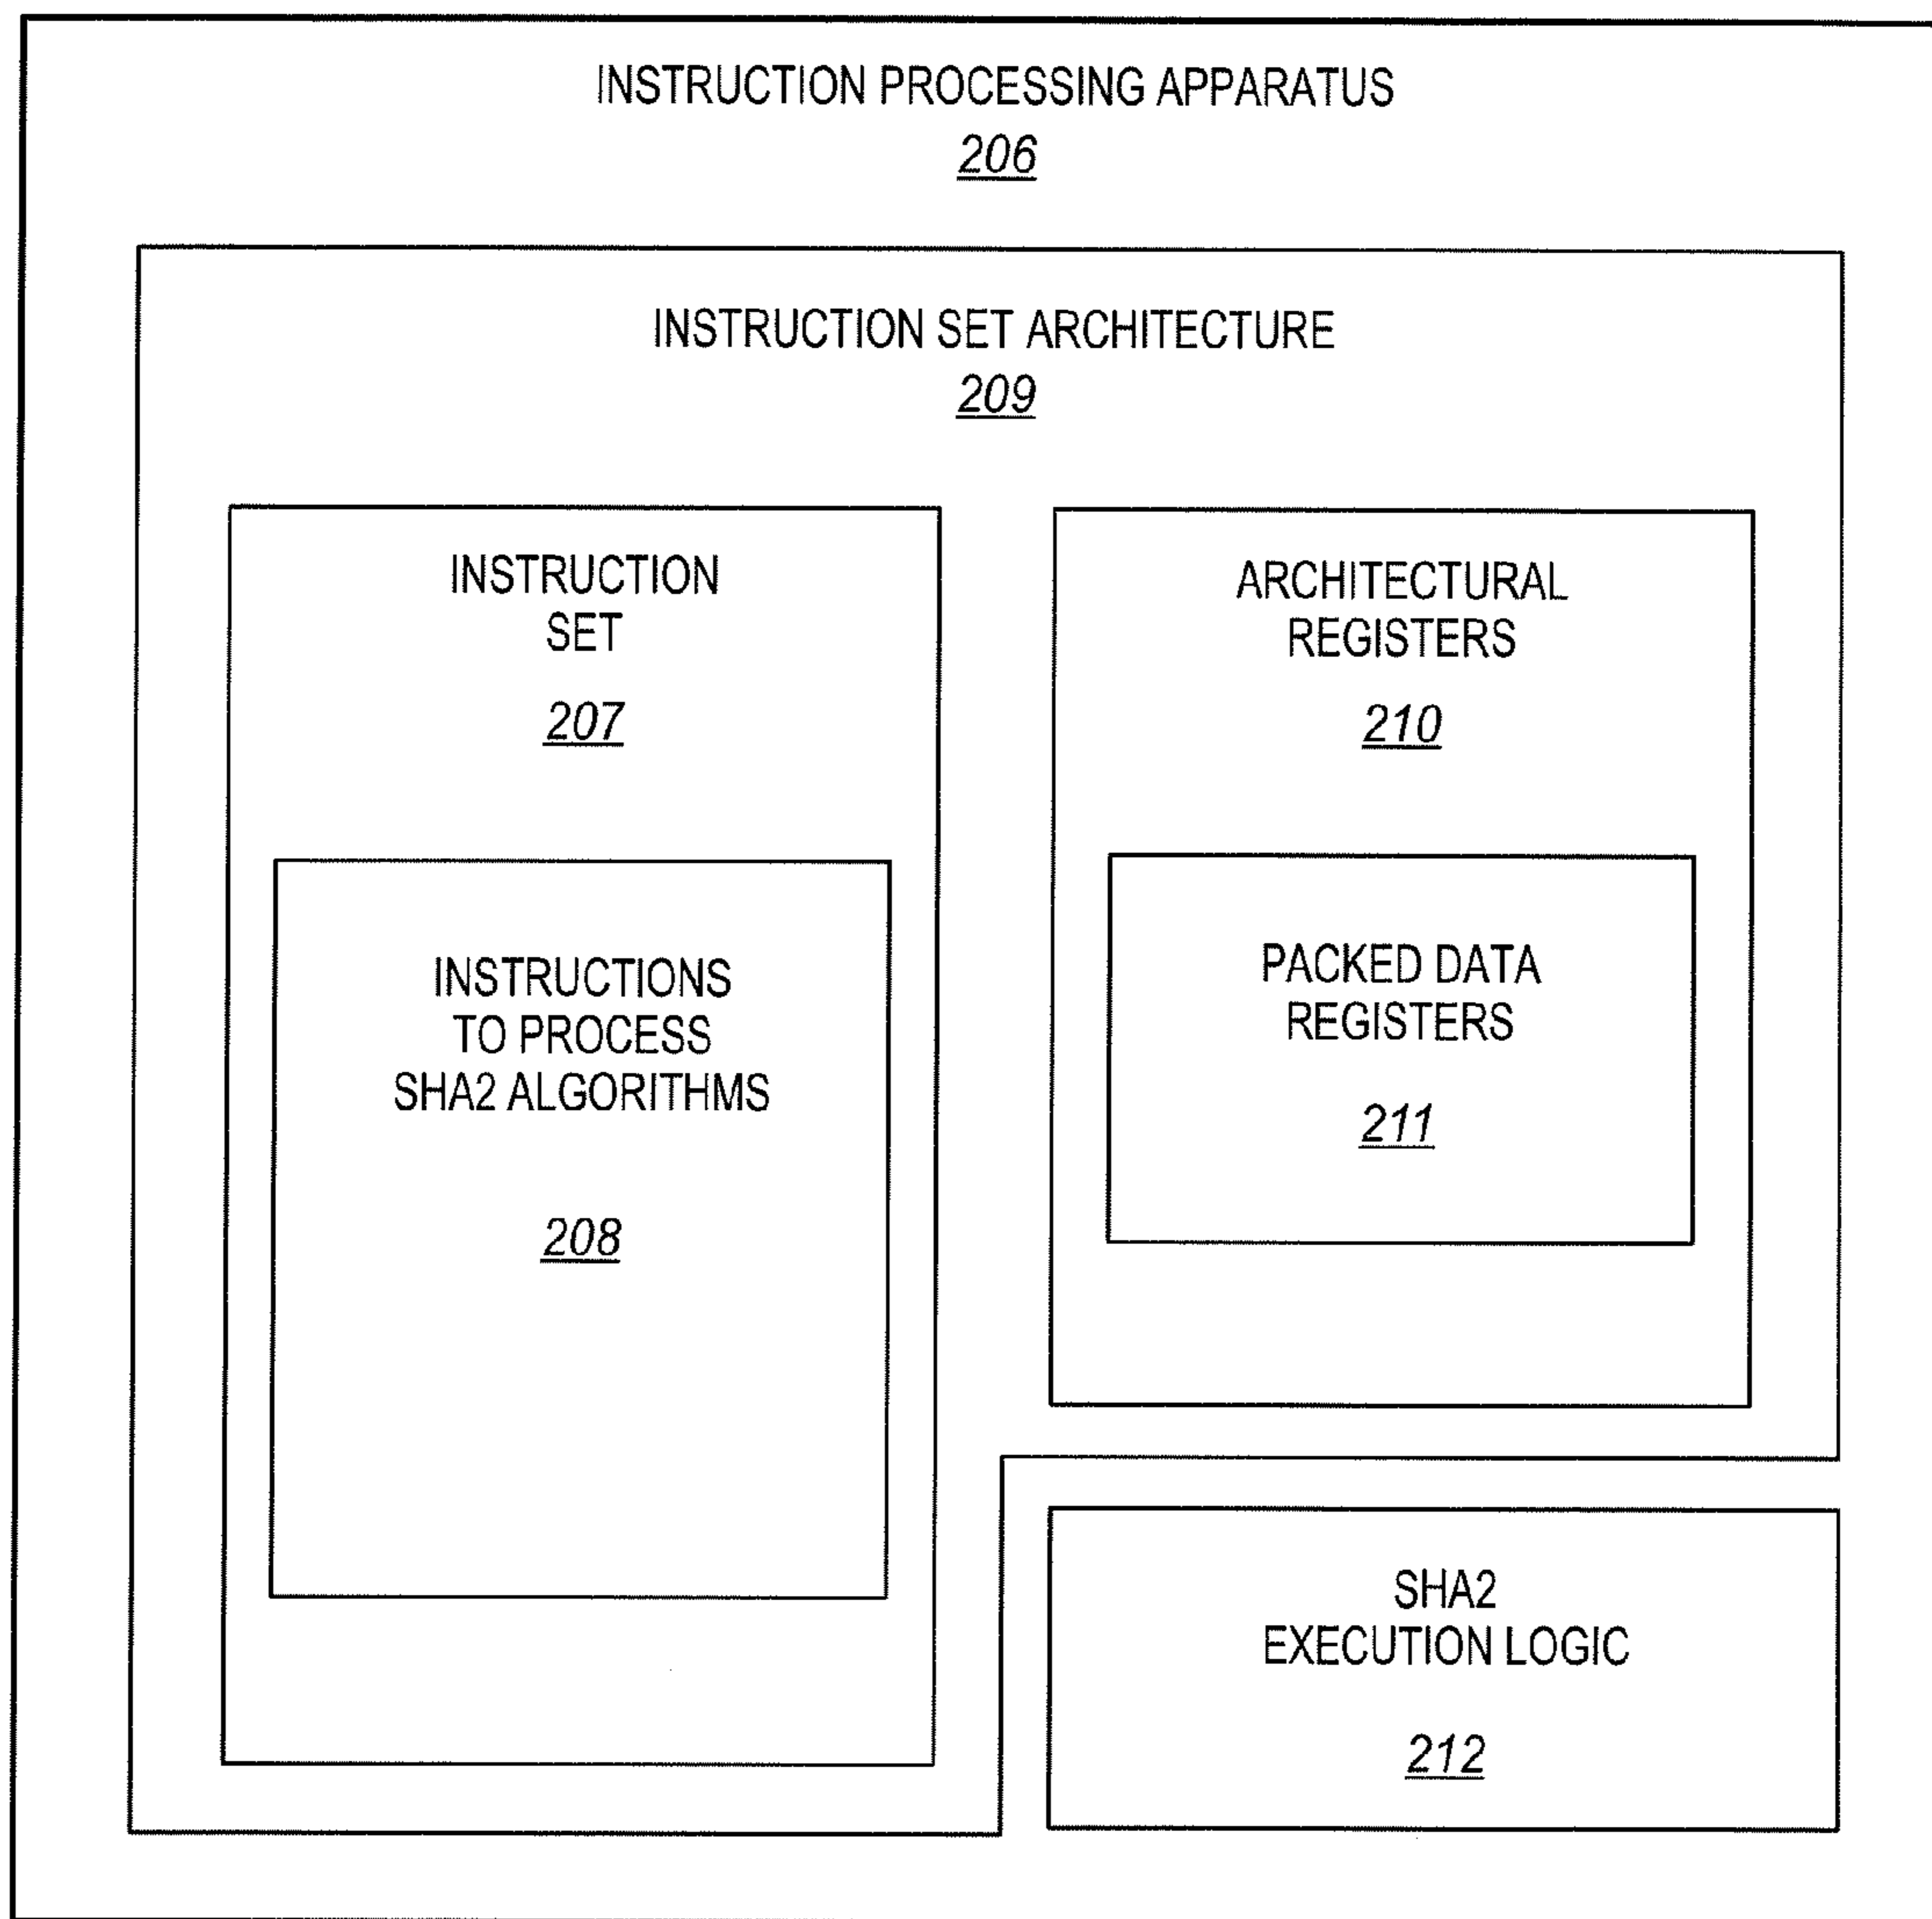 INSTRUCTION PROCESSING APPARATUS
206
INSTRUCTION SET ARCHITECTURE
209
INSTRUCTION
SET
207
INSTRUCTIONS
TO PROCESS
SHA2 ALGORITHMS
208
ARCHITECTURAL
REGISTERS
210
PACKED DATA
REGISTERS
211
SHA2
EXECUTION LOGIC
212